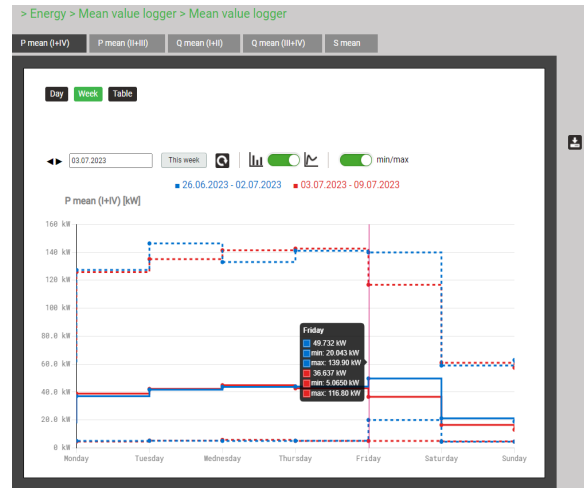 > Energy > Mean value logger > Mean value logger
P mean (I+IV) P mean (II+III) Q mean (I+II) Q mean (III+IV) S mean
Day Week Table
03.07.2023 This week min/max
26.06.2023 - 02.07.2023 03.07.2023 - 09.07.2023
P mean (I+IV) [kW]
160 kW
140 kW
120 kW
100 kW
80.0 kW
60.0 kW
40.0 kW
20.0 kW
0 kW
Friday
49.732 kW
min: 20.043 kW
max: 139.90 kW
36.637 kW
min: 5.0650 kW
max: 116.80 kW
Monday Tuesday Wednesday Thursday Friday Saturday Sunday